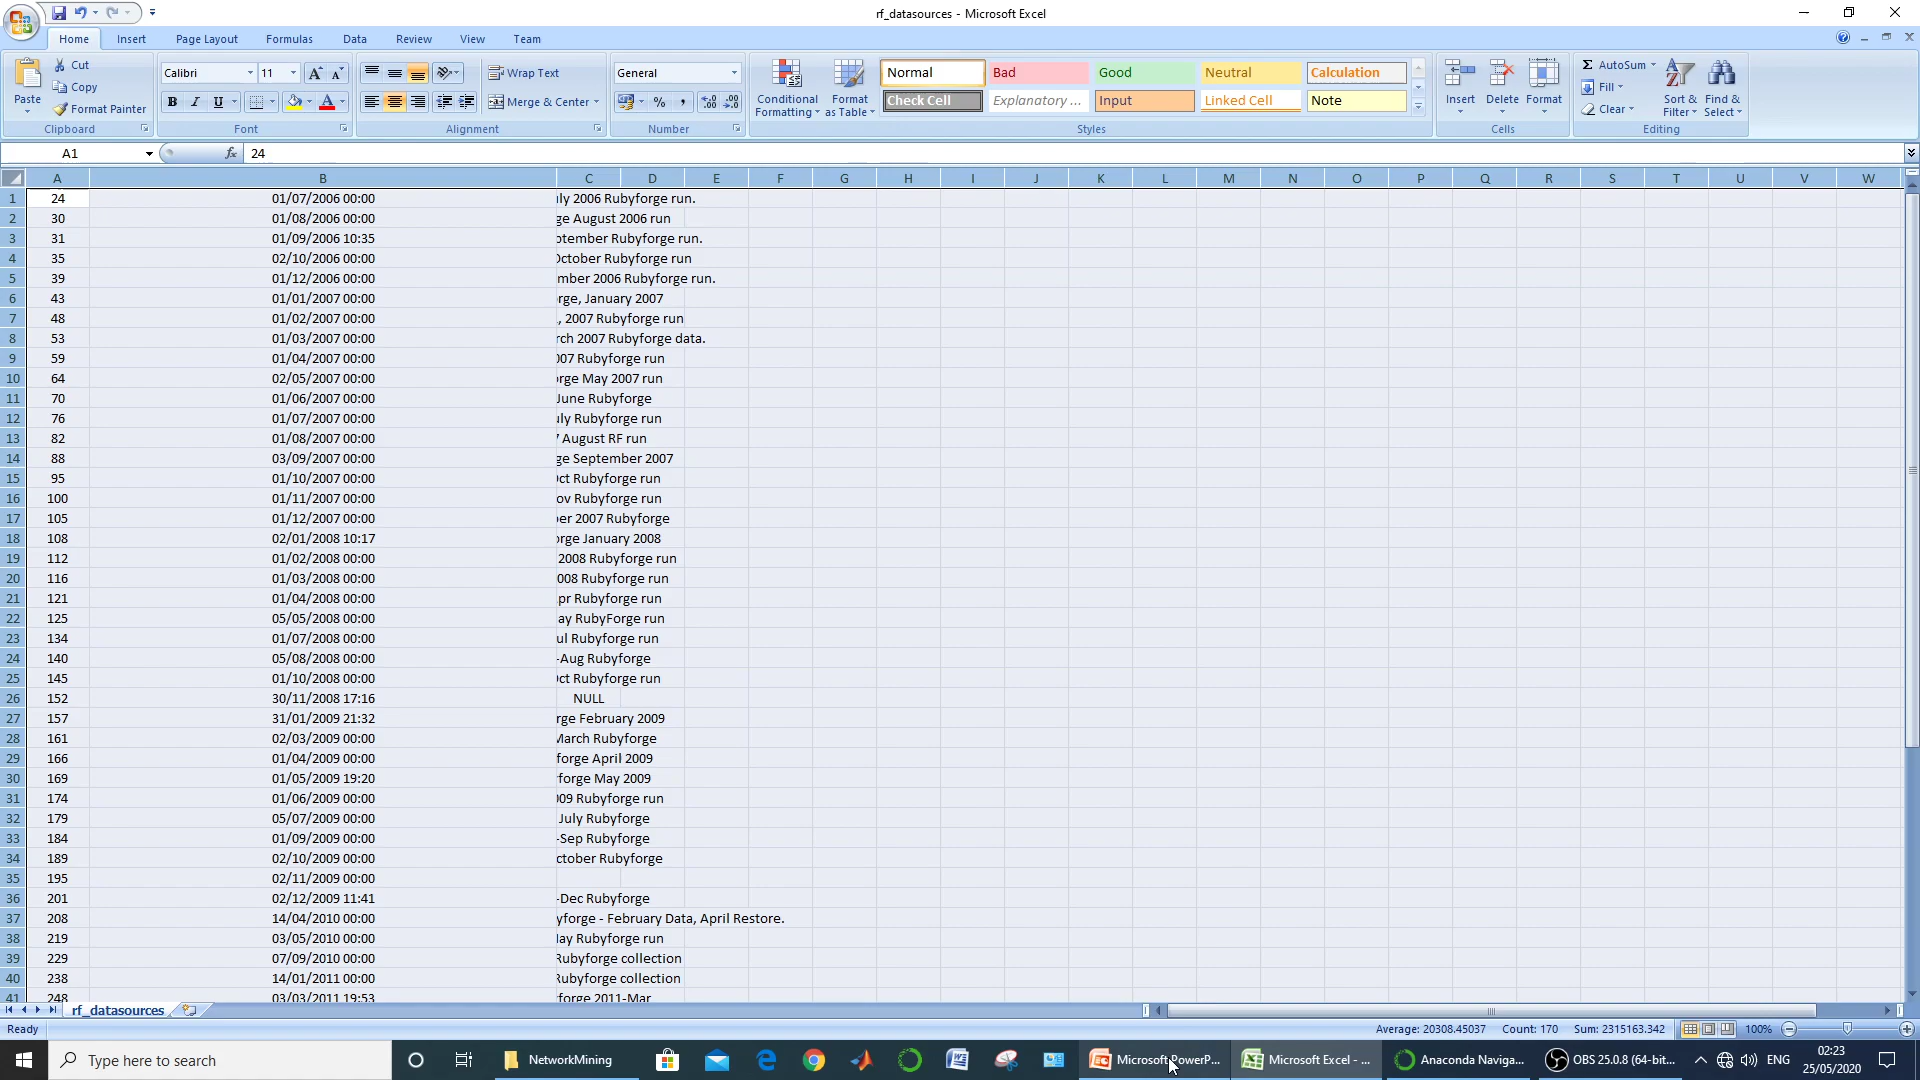 rf_datasources - Microsoft Excel
Home Insert Page Layout Formulas Data Review View Team
Paste Cut Copy Format Painter Clipboard
Calibri 11 B I U Font
Wrap Text Merge & Center Alignment
General % , Number
Conditional Formatting Format as Table
Normal Bad Good Neutral Calculation
Check Cell Explanatory ... Input Linked Cell Note
Styles
Insert Delete Format Cells
Σ AutoSum Fill Clear Sort & Filter Find & Select Editing
A1 fx 24
A B C D E F G H I J K L M N O P Q R S T U V W
1 24 01/07/2006 00:00 uly 2006 Rubyforge run.
2 30 01/08/2006 00:00 ge August 2006 run
3 31 01/09/2006 10:35 ptember Rubyforge run.
4 35 02/10/2006 00:00 October Rubyforge run
5 39 01/12/2006 00:00 mber 2006 Rubyforge run.
6 43 01/01/2007 00:00 rge, January 2007
7 48 01/02/2007 00:00 , 2007 Rubyforge run
8 53 01/03/2007 00:00 rch 2007 Rubyforge data.
9 59 01/04/2007 00:00 007 Rubyforge run
10 64 02/05/2007 00:00 rge May 2007 run
11 70 01/06/2007 00:00 June Rubyforge
12 76 01/07/2007 00:00 uly Rubyforge run
13 82 01/08/2007 00:00 7 August RF run
14 88 03/09/2007 00:00 ge September 2007
15 95 01/10/2007 00:00 Oct Rubyforge run
16 100 01/11/2007 00:00 ov Rubyforge run
17 105 01/12/2007 00:00 er 2007 Rubyforge
18 108 02/01/2008 10:17 orge January 2008
19 112 01/02/2008 00:00 2008 Rubyforge run
20 116 01/03/2008 00:00 008 Rubyforge run
21 121 01/04/2008 00:00 pr Rubyforge run
22 125 05/05/2008 00:00 ay RubyForge run
23 134 01/07/2008 00:00 ul Rubyforge run
24 140 05/08/2008 00:00 -Aug Rubyforge
25 145 01/10/2008 00:00 Oct Rubyforge run
26 152 30/11/2008 17:16 NULL
27 157 31/01/2009 21:32 rge February 2009
28 161 02/03/2009 00:00 March Rubyforge
29 166 01/04/2009 00:00 forge April 2009
30 169 01/05/2009 19:20 rforge May 2009
31 174 01/06/2009 00:00 009 Rubyforge run
32 179 05/07/2009 00:00 July Rubyforge
33 184 01/09/2009 00:00 -Sep Rubyforge
34 189 02/10/2009 00:00 ctober Rubyforge
35 195 02/11/2009 00:00
36 201 02/12/2009 11:41 -Dec Rubyforge
37 208 14/04/2010 00:00 yforge - February Data, April Restore.
38 219 03/05/2010 00:00 May Rubyforge run
39 229 07/09/2010 00:00 Rubyforge collection
40 238 14/01/2011 00:00 Rubyforge collection
41 248 03/03/2011 19:53 forge 2011-Mar
rf_datasources
Ready Average: 20308.45037 Count: 170 Sum: 2315163.342 100%
Type here to search NetworkMining Microsoft PowerP... Microsoft Excel - ... Anaconda Naviga... OBS 25.0.8 (64-bit... ENG 02:23
25/05/2020